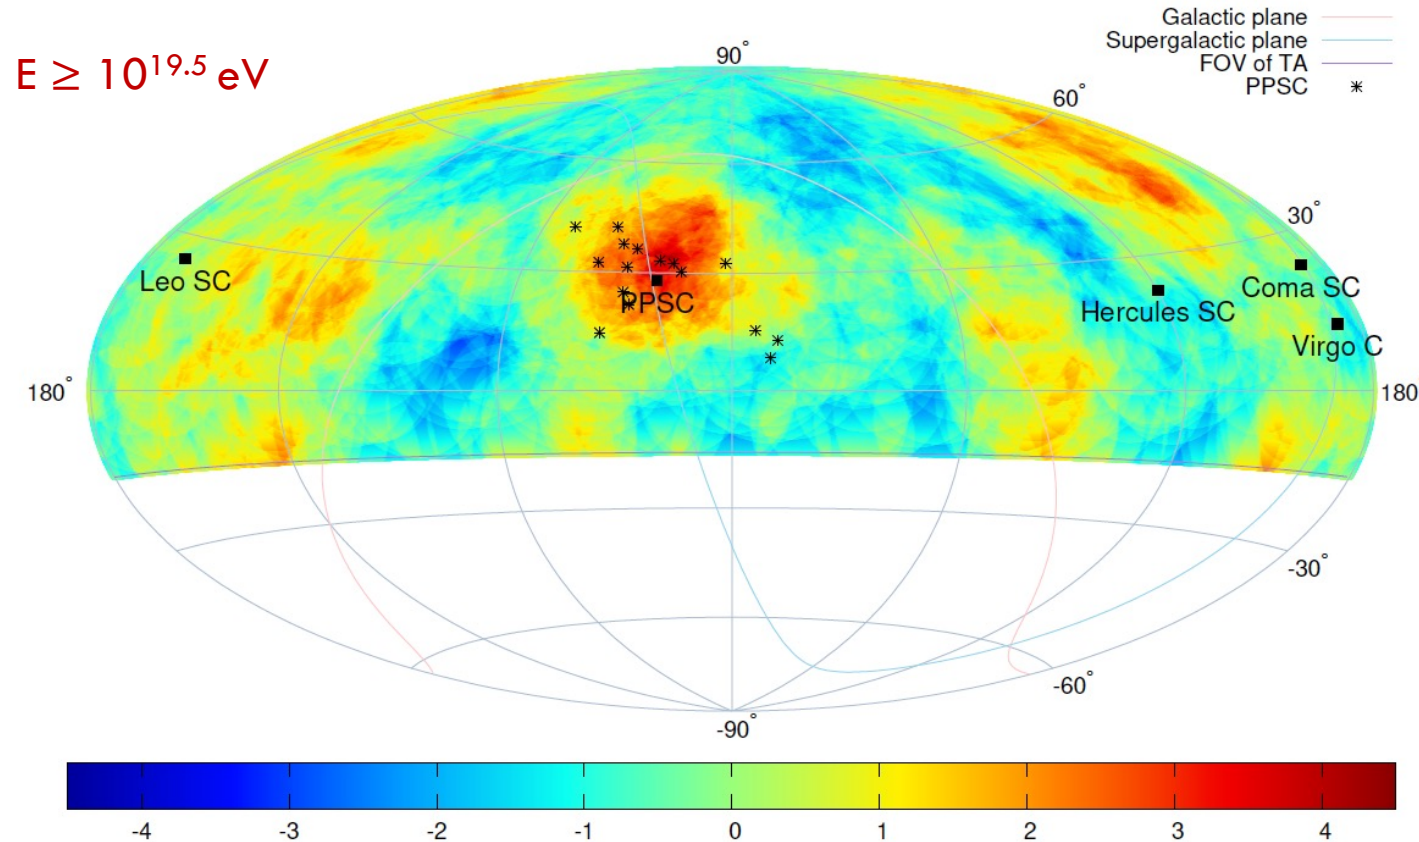 E ≥ 10^19.5 eV
Galactic plane
Supergalactic plane
FOV of TA
PPSC
90°
60°
30°
Leo SC
PPSC
Coma SC
Hercules SC
Virgo C
180°
180
-30°
-60°
-90°
-4 -3 -2 -1 0 1 2 3 4